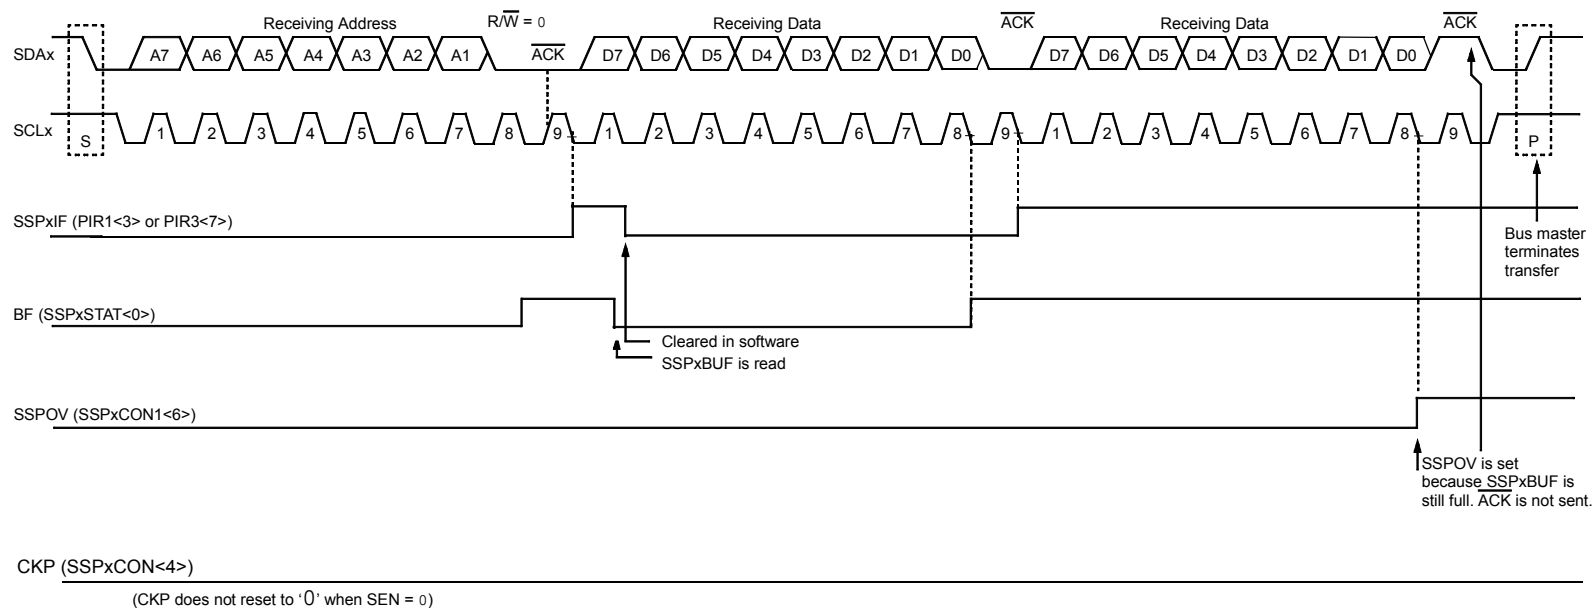 Receiving Address R/W = 0 Receiving Data ACK Receiving Data ACK
SDAx A7 A6 A5 A4 A3 A2 A1 ACK D7 D6 D5 D4 D3 D2 D1 D0 D7 D6 D5 D4 D3 D2 D1 D0
SCLx S 1 2 3 4 5 6 7 8 9 1 2 3 4 5 6 7 8 9 1 2 3 4 5 6 7 8 9 P
SSPxIF (PIR1<3> or PIR3<7>)
Bus master
terminates
transfer
BF (SSPxSTAT<0>)
Cleared in software
SSPxBUF is read
SSPOV (SSPxCON1<6>)
SSPOV is set
because SSPxBUF is
still full. ACK is not sent.
CKP (SSPxCON<4>)
(CKP does not reset to ‘0’ when SEN = 0)